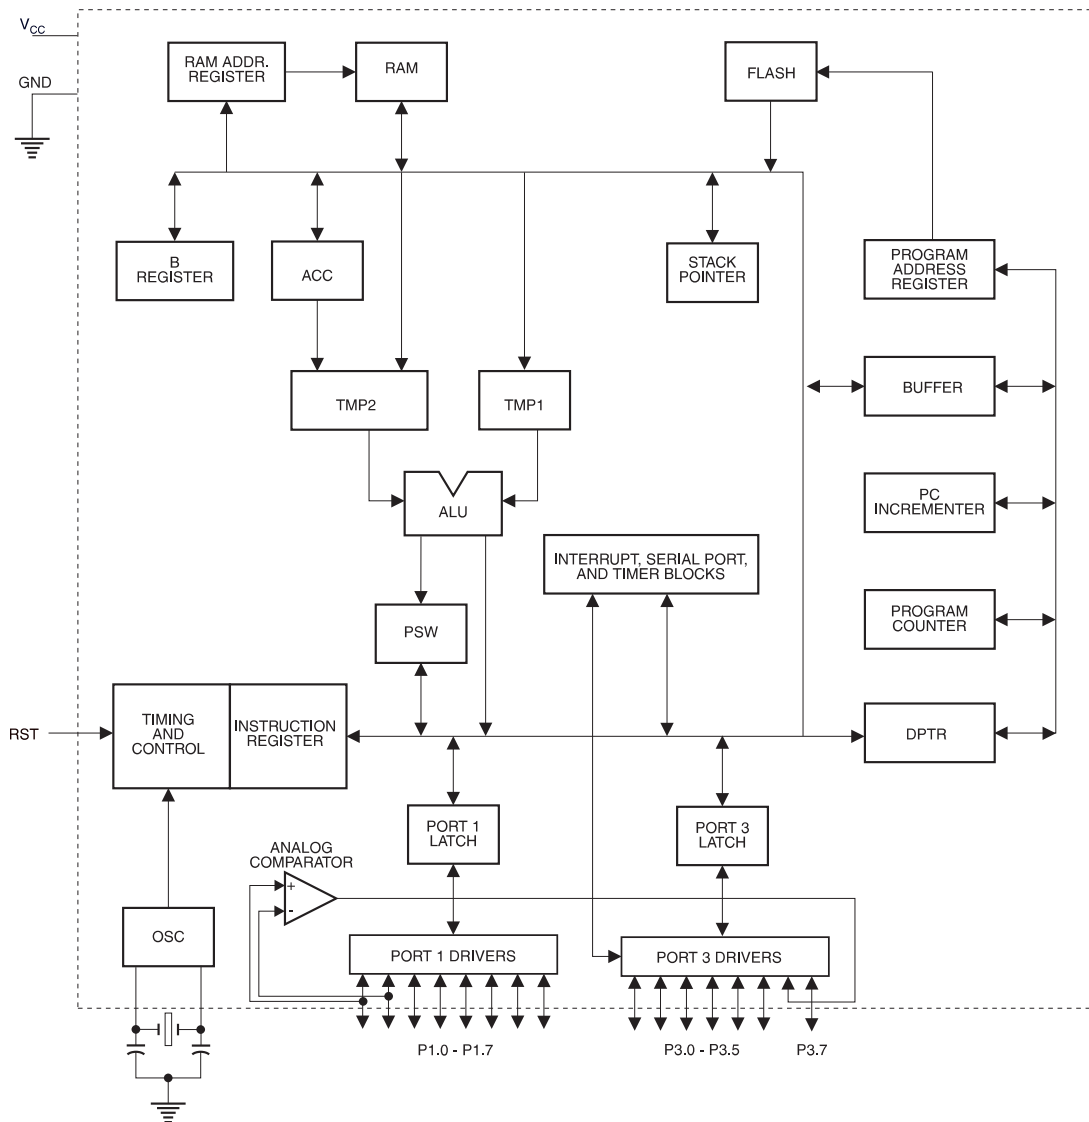 VCC
GND
RAM ADDR.
REGISTER
RAM
FLASH
B
REGISTER
ACC
STACK
POINTER
PROGRAM
ADDRESS
REGISTER
TMP2
TMP1
BUFFER
ALU
PC
INCREMENTER
INTERRUPT, SERIAL PORT,
AND TIMER BLOCKS
PSW
PROGRAM
COUNTER
RST
TIMING
AND
CONTROL
INSTRUCTION
REGISTER
DPTR
PORT 1
LATCH
PORT 3
LATCH
ANALOG
COMPARATOR
+
-
OSC
PORT 1 DRIVERS
PORT 3 DRIVERS
P1.0 - P1.7
P3.0 - P3.5
P3.7